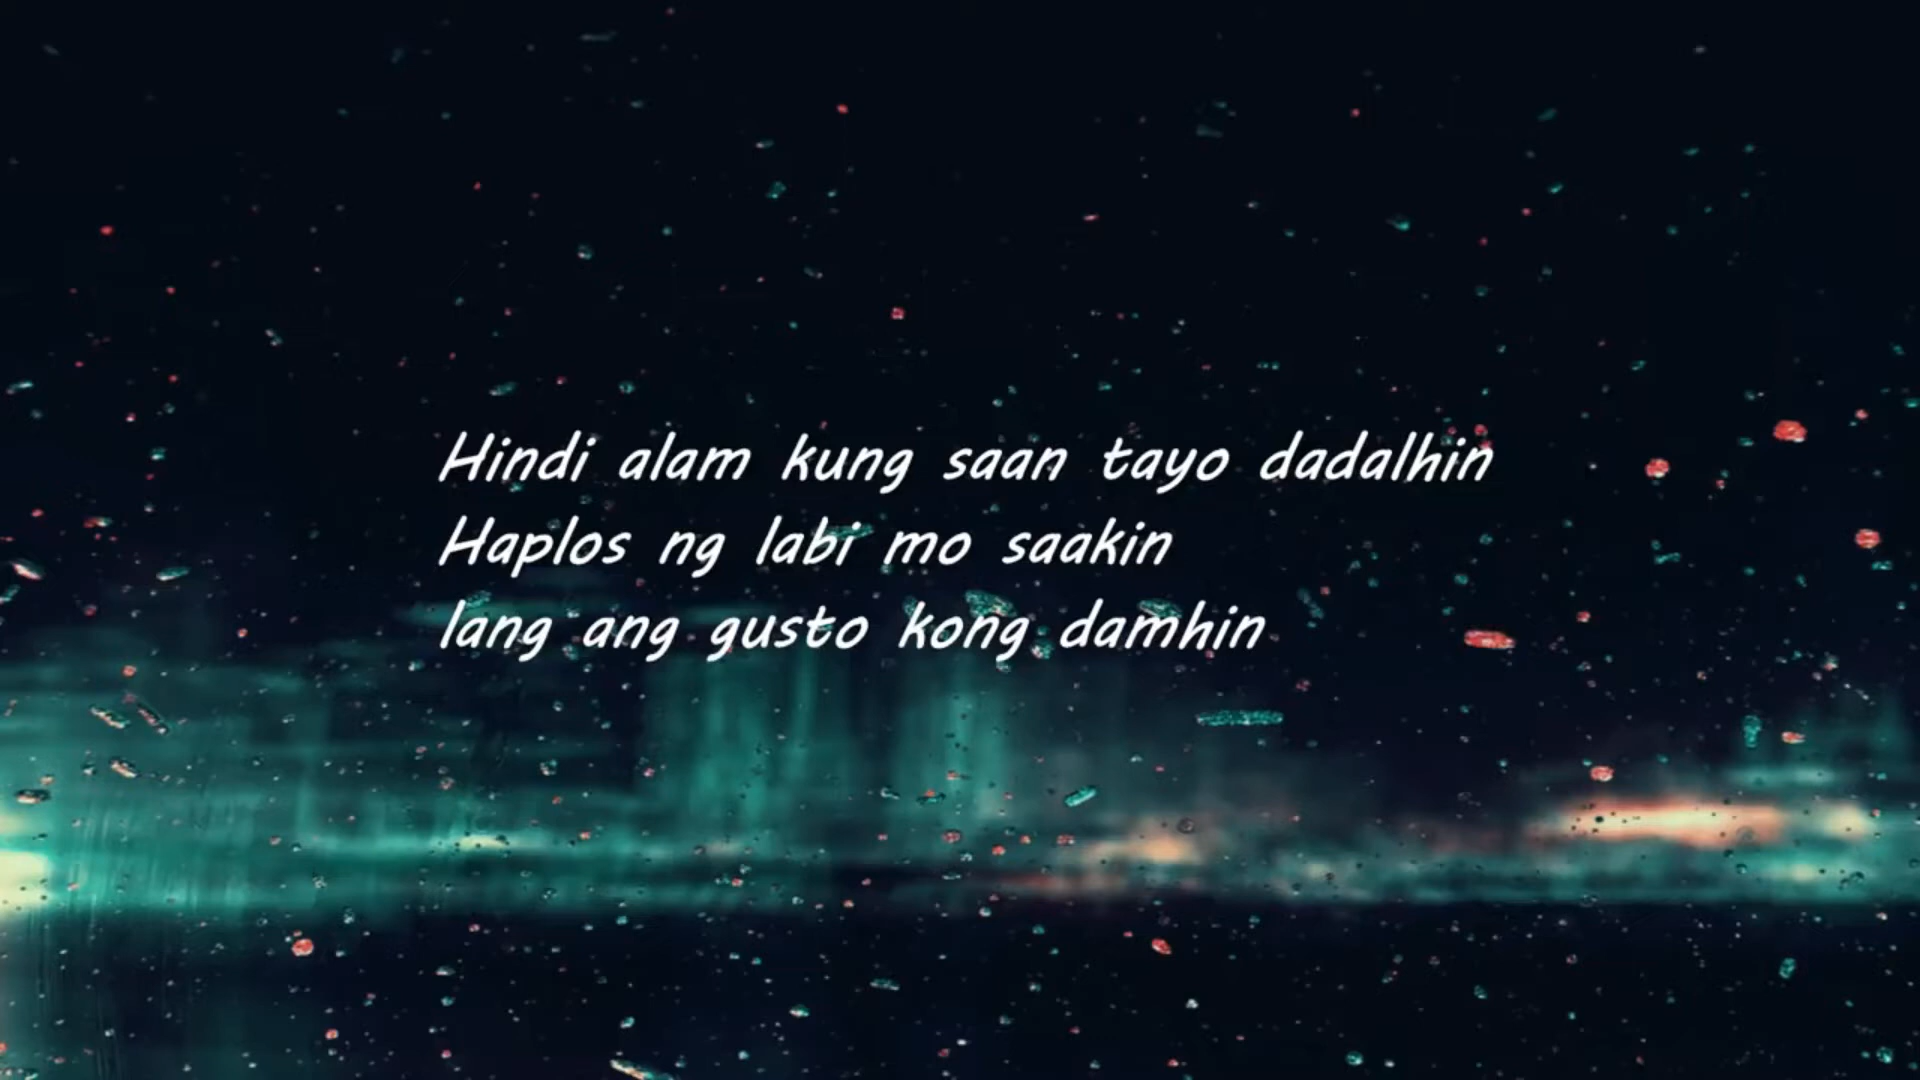 Hindi alam kung saan tayo dadalhin
Haplos ng labi mo saakin
lang ang gusto kong damhin